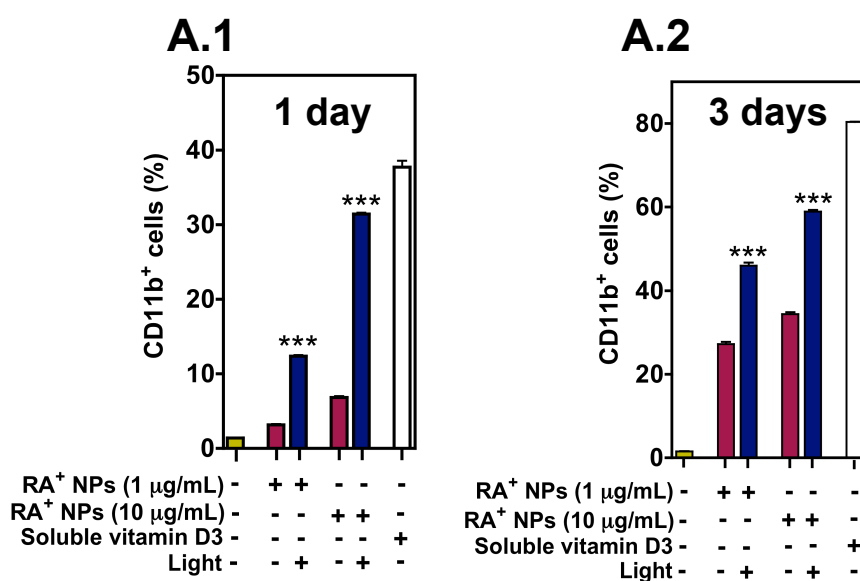 A.1
1 day
CD11b⁺ cells (%)
50
40
30
20
10
0
***
***
RA⁺ NPs (1 μg/mL) - + + - - -
RA⁺ NPs (10 μg/mL) - - - + + -
Soluble vitamin D3 - - - - - +
Light - - + - + -
A.2
3 days
CD11b⁺ cells (%)
80
60
40
20
0
***
***
RA⁺ NPs (1 μg/mL) - + + - - -
RA⁺ NPs (10 μg/mL) - - - + + -
Soluble vitamin D3 - - - - - +
Light - - + - + -